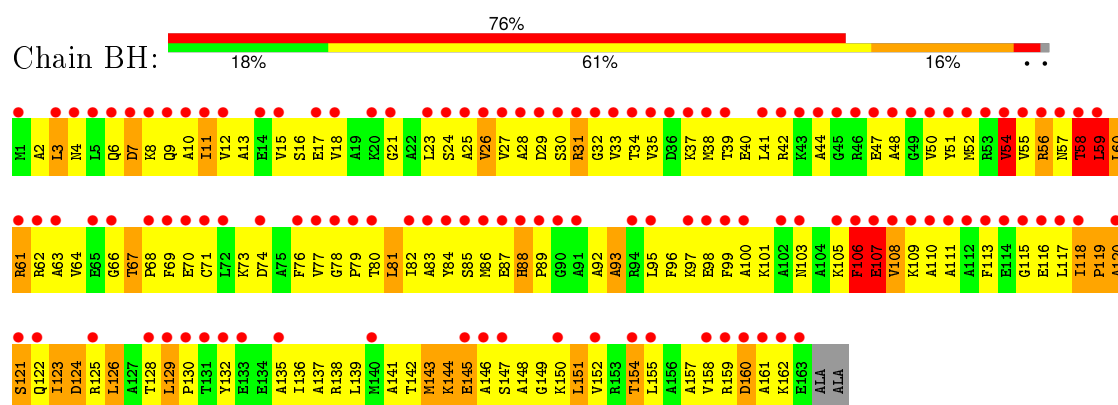 76%
Chain BH:
18% 61% 16% • •
M1 A2 L3 N4 L5 Q6 D7 K8 Q9 A10 I11 V12 A13 E14 V15 S16 E17 V18 A19 K20 G21 A22 L23 S24 A25 V26 V27 A28 D29 S30 R31 G32 V33 T34 V35 D36 K37 M38 T39 E40 L41 R42 K43 A44 G45 R46 E47 A48 G49 V50 Y51 M52 R53 V54 V55 R56 N57 T58 L59 L60
R61 R62 A63 V64 E65 G66 T67 P68 F69 E70 C71 L72 K73 D74 A75 F76 V77 G78 P79 T80 L81 I82 A83 Y84 S85 M86 E87 H88 P89 G90 A91 A92 A93 R94 L95 F96 K97 E98 F99 A100 K101 A102 N103 A104 K105 F106 E107 V108 K109 A110 A111 A112 F113 E114 G115 E116 L117 I118 P119 A120
S121 Q122 I123 D124 R125 L126 A127 T128 L129 P130 T131 Y132 E133 E134 A135 I136 A137 R138 L139 M140 A141 T142 M143 K144 E145 A146 S147 A148 G149 K150 L151 V152 R153 T154 L155 A156 A157 V158 R159 D160 A161 K162 E163 ALA ALA